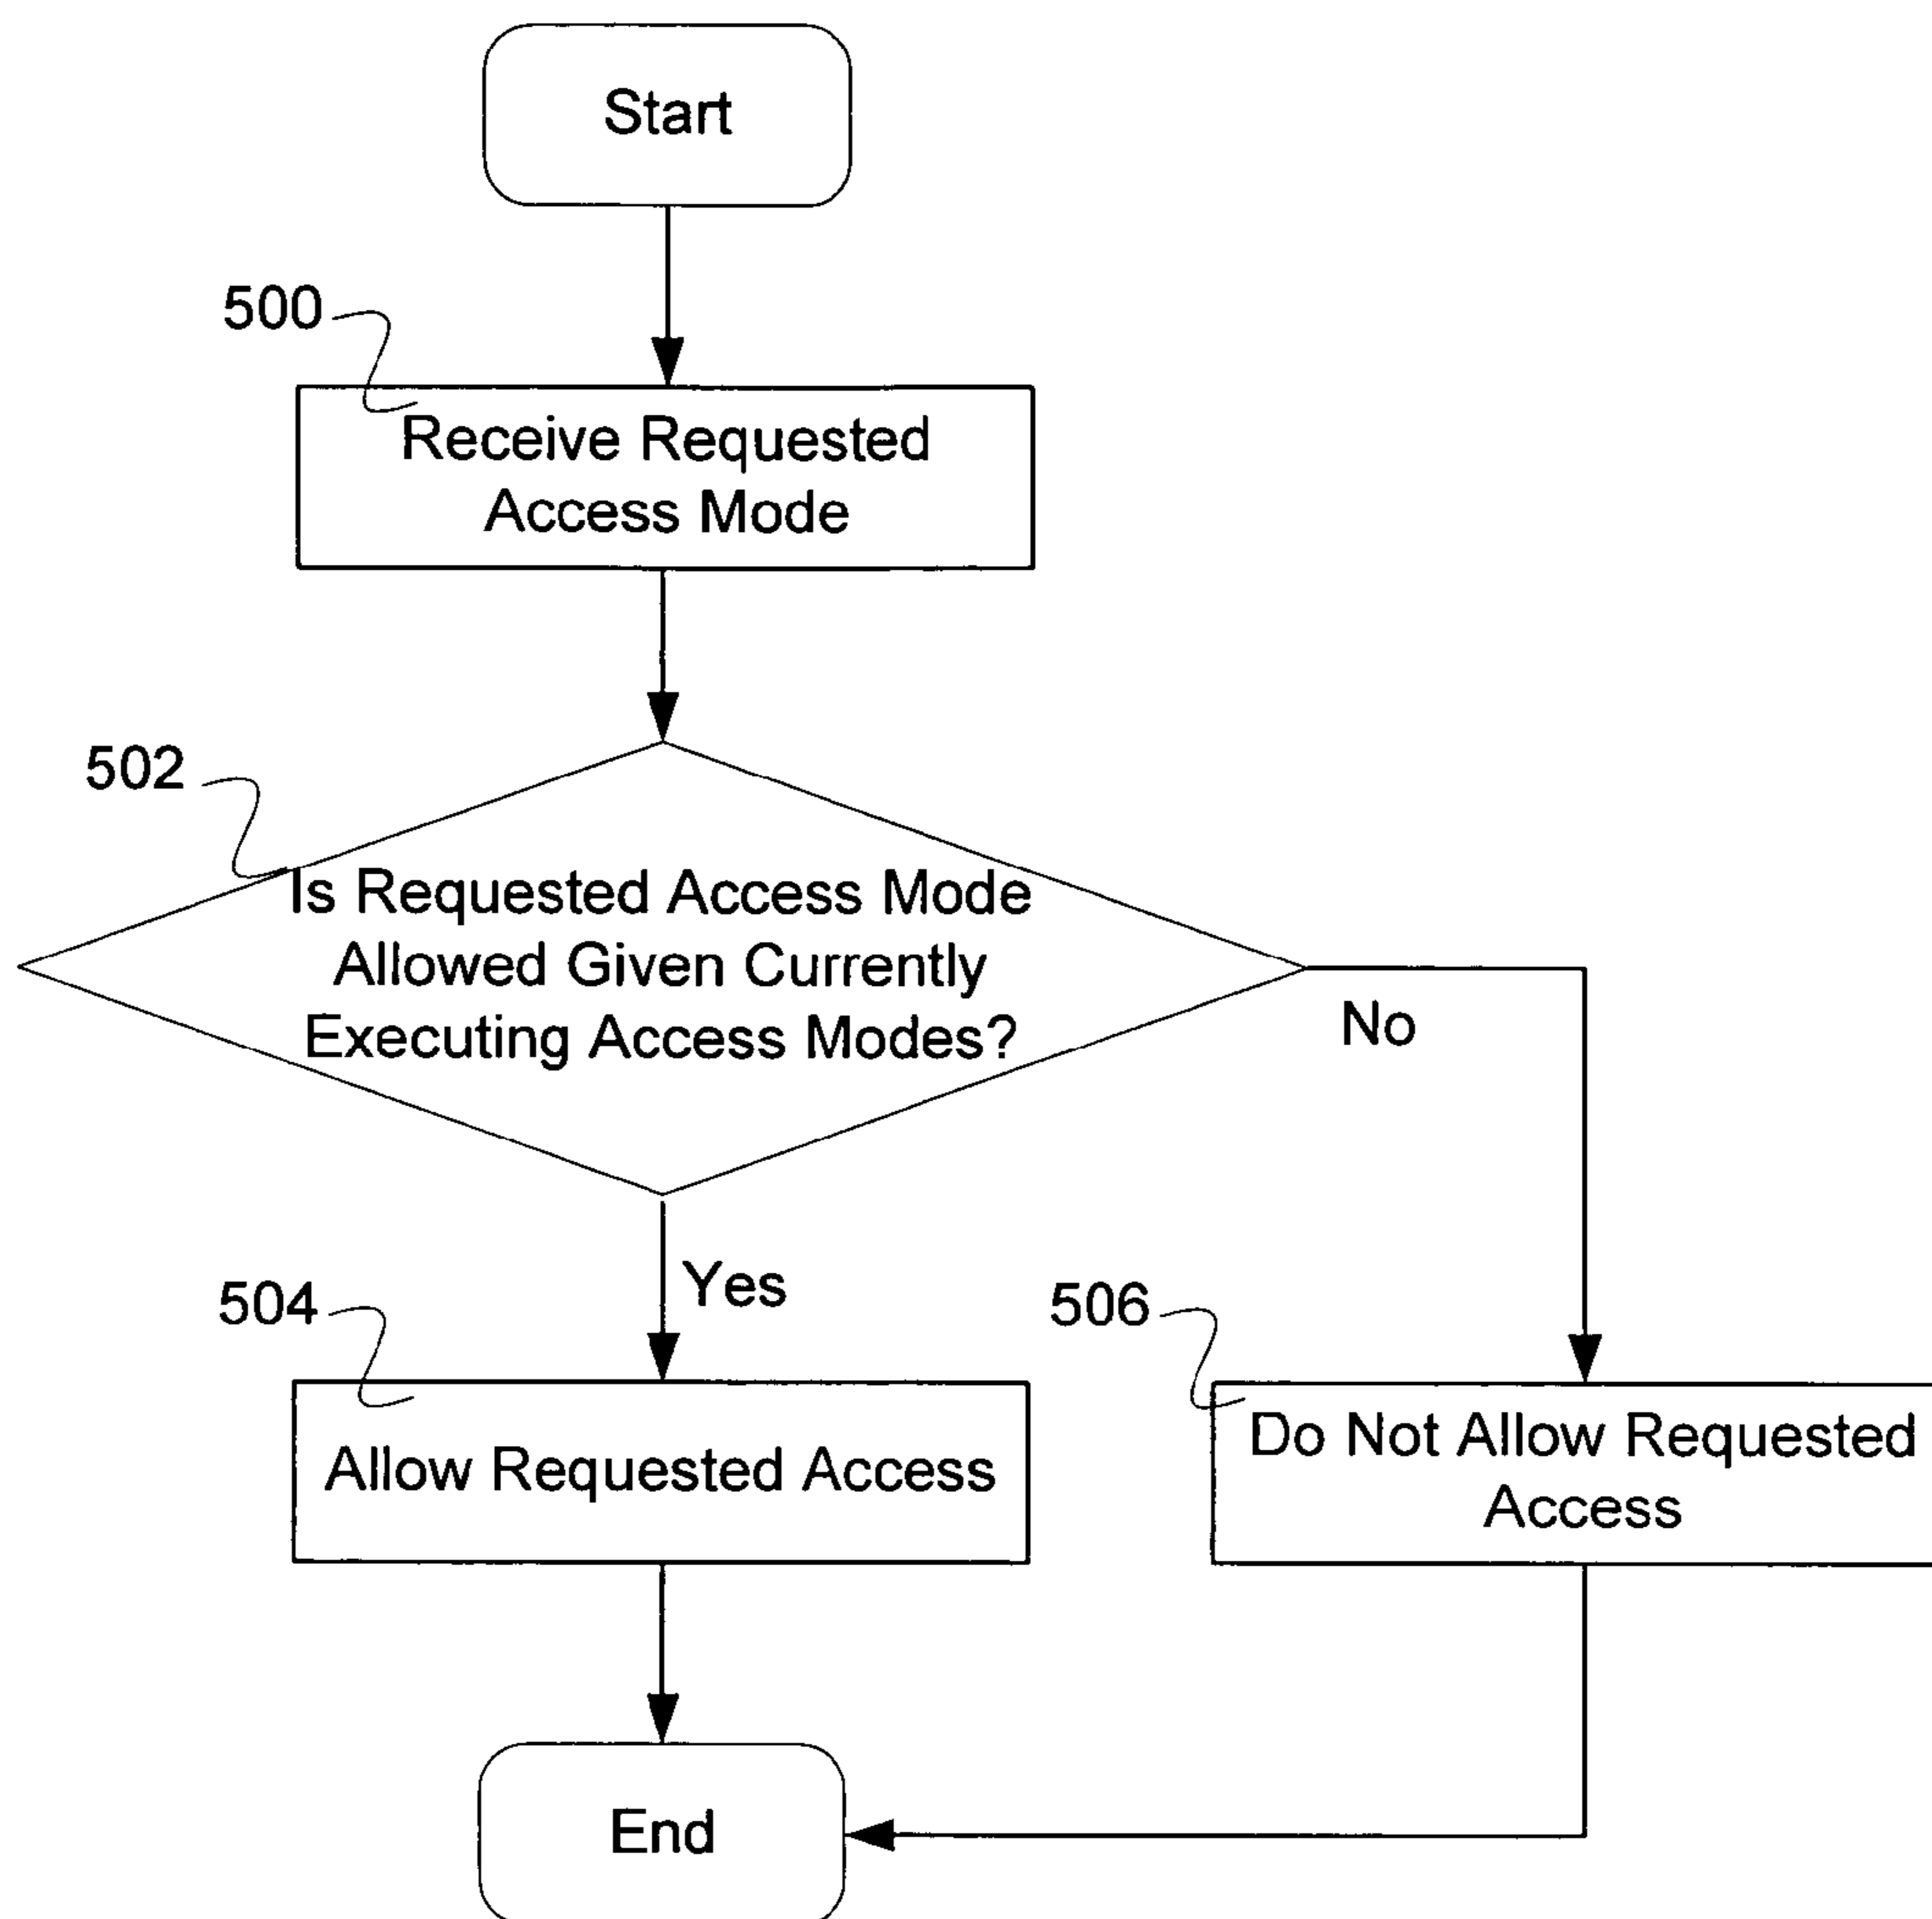 Start
500
Receive Requested
Access Mode
502
Is Requested Access Mode
Allowed Given Currently
Executing Access Modes?
No
Yes
504
Allow Requested Access
506
Do Not Allow Requested
Access
End